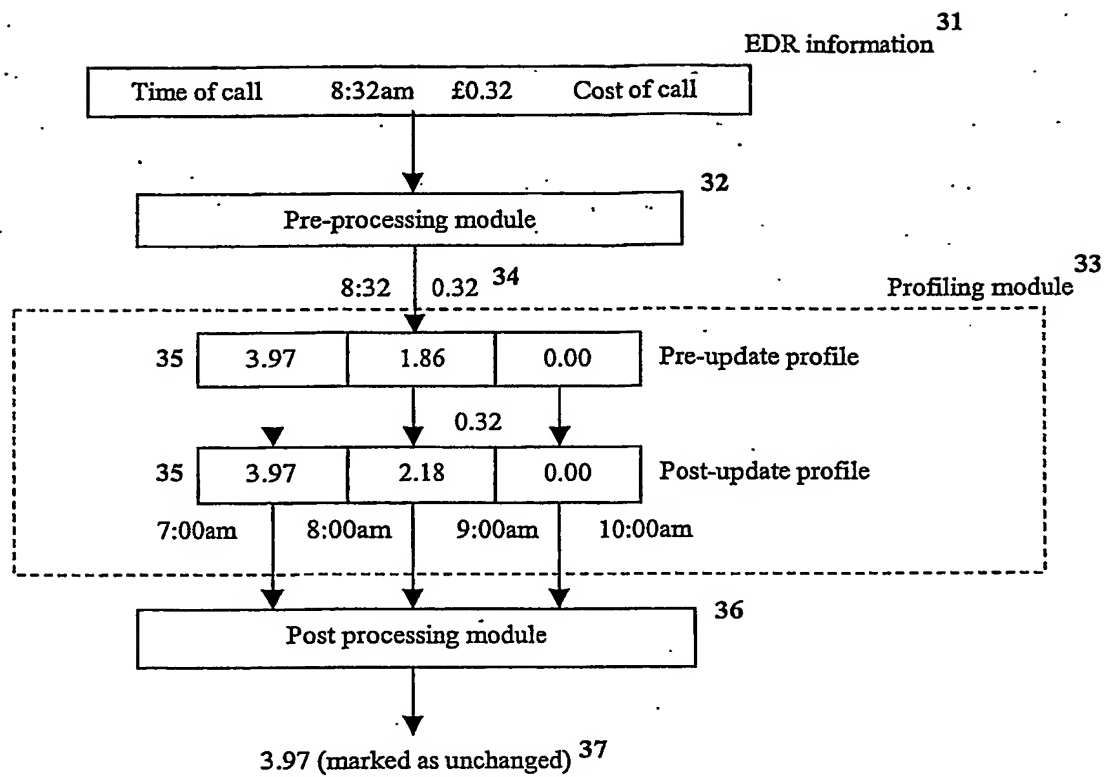 31
EDR information
Time of call 8:32am £0.32 Cost of call
32
Pre-processing module
8:32 0.32 34
33
Profiling module
35 3.97 1.86 0.00 Pre-update profile
0.32
35 3.97 2.18 0.00 Post-update profile
7:00am 8:00am 9:00am 10:00am
36
Post processing module
3.97 (marked as unchanged) 37